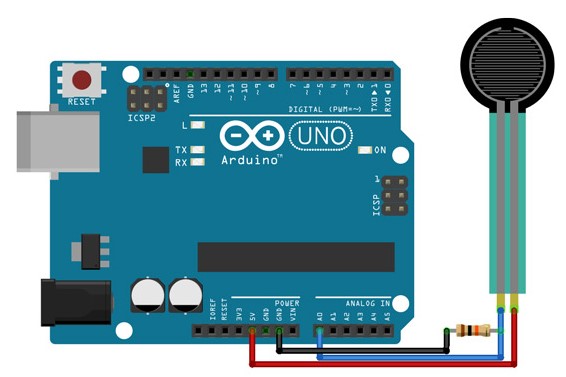 RESET
ICSP2
AREF
GND
13
12
~11
~10
~9
8
7
~6
~5
4
~3
2
TXD▶1
RXD◀0
DIGITAL (PWM=~)
L
TX
RX
UNO
Arduino™
ON
1
ICSP
POWER
ANALOG IN
IOREF
RESET
3V3
5V
GND
GND
VIN
A0
A1
A2
A3
A4
A5